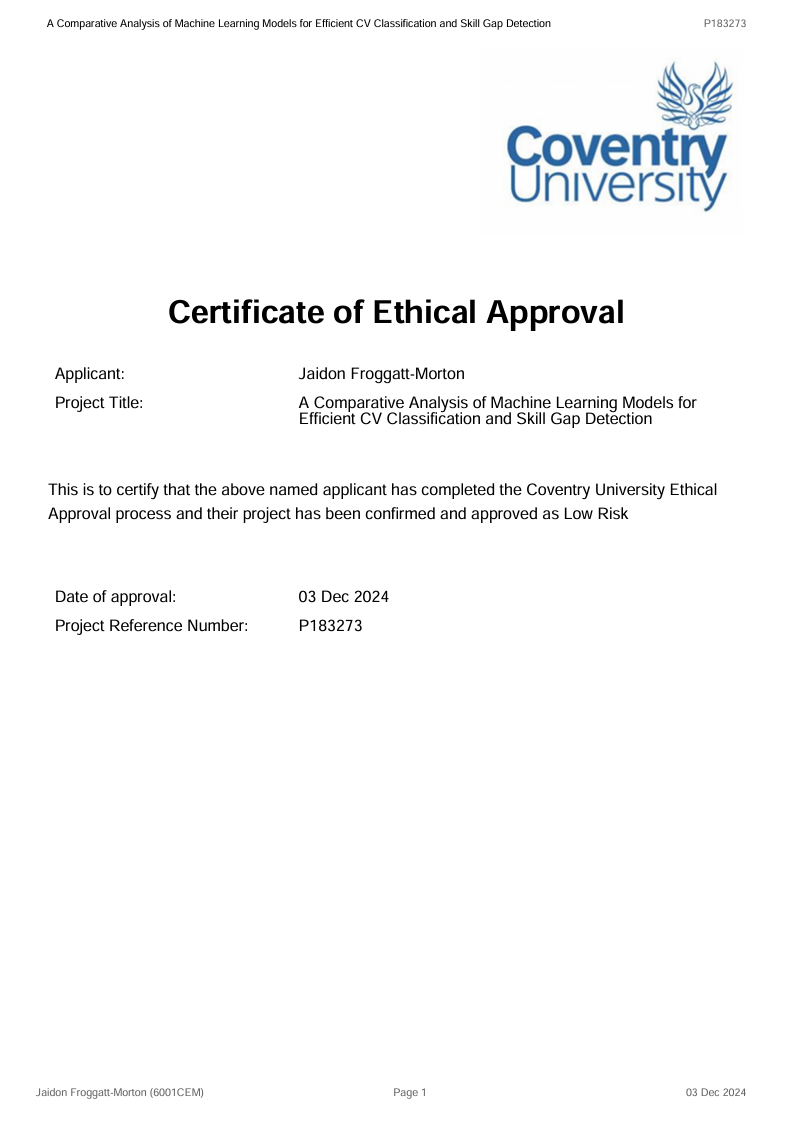 A Comparative Analysis of Machine Learning Models for Efficient CV Classification and Skill Gap Detection P183273
Coventry
University
Certificate of Ethical Approval
Applicant: Jaidon Froggatt-Morton
Project Title: A Comparative Analysis of Machine Learning Models for
Efficient CV Classification and Skill Gap Detection
This is to certify that the above named applicant has completed the Coventry University Ethical
Approval process and their project has been confirmed and approved as Low Risk
Date of approval: 03 Dec 2024
Project Reference Number: P183273
Jaidon Froggatt-Morton (6001CEM) Page 1 03 Dec 2024